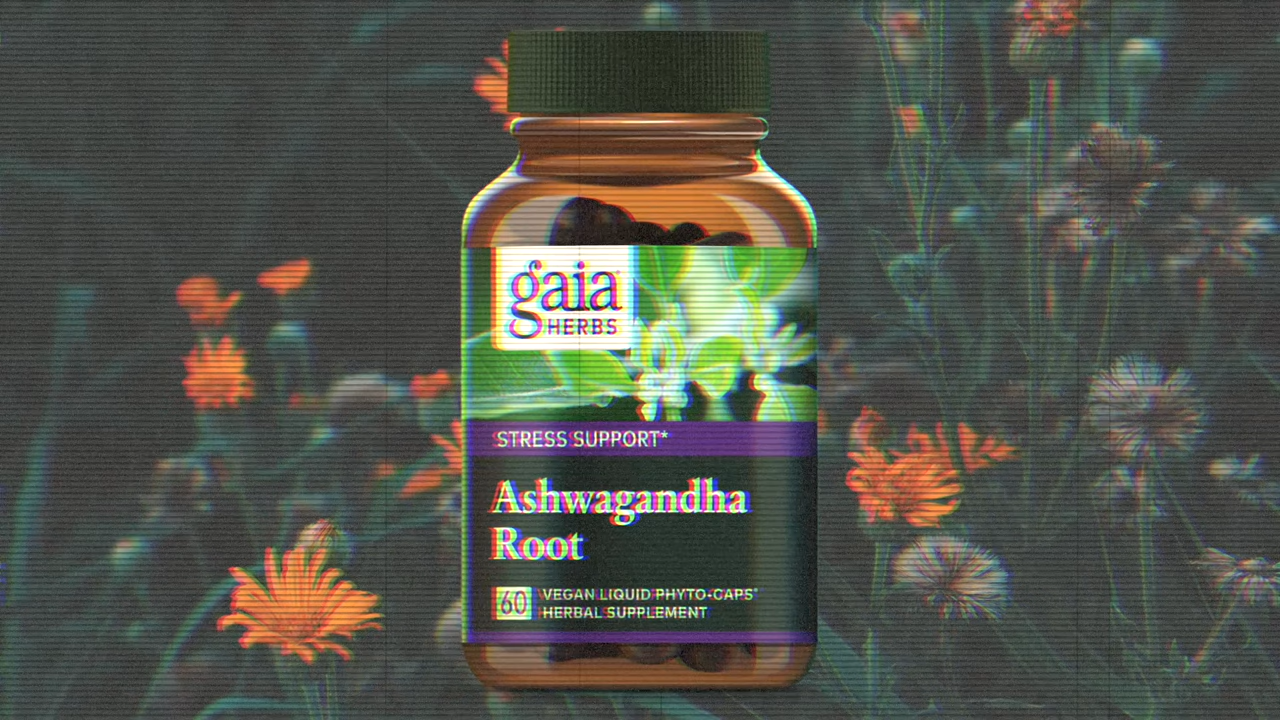 gaia
HERBS
STRESS SUPPORT*
Ashwagandha
Root
60 VEGAN LIQUID PHYTO-CAPS®
HERBAL SUPPLEMENT